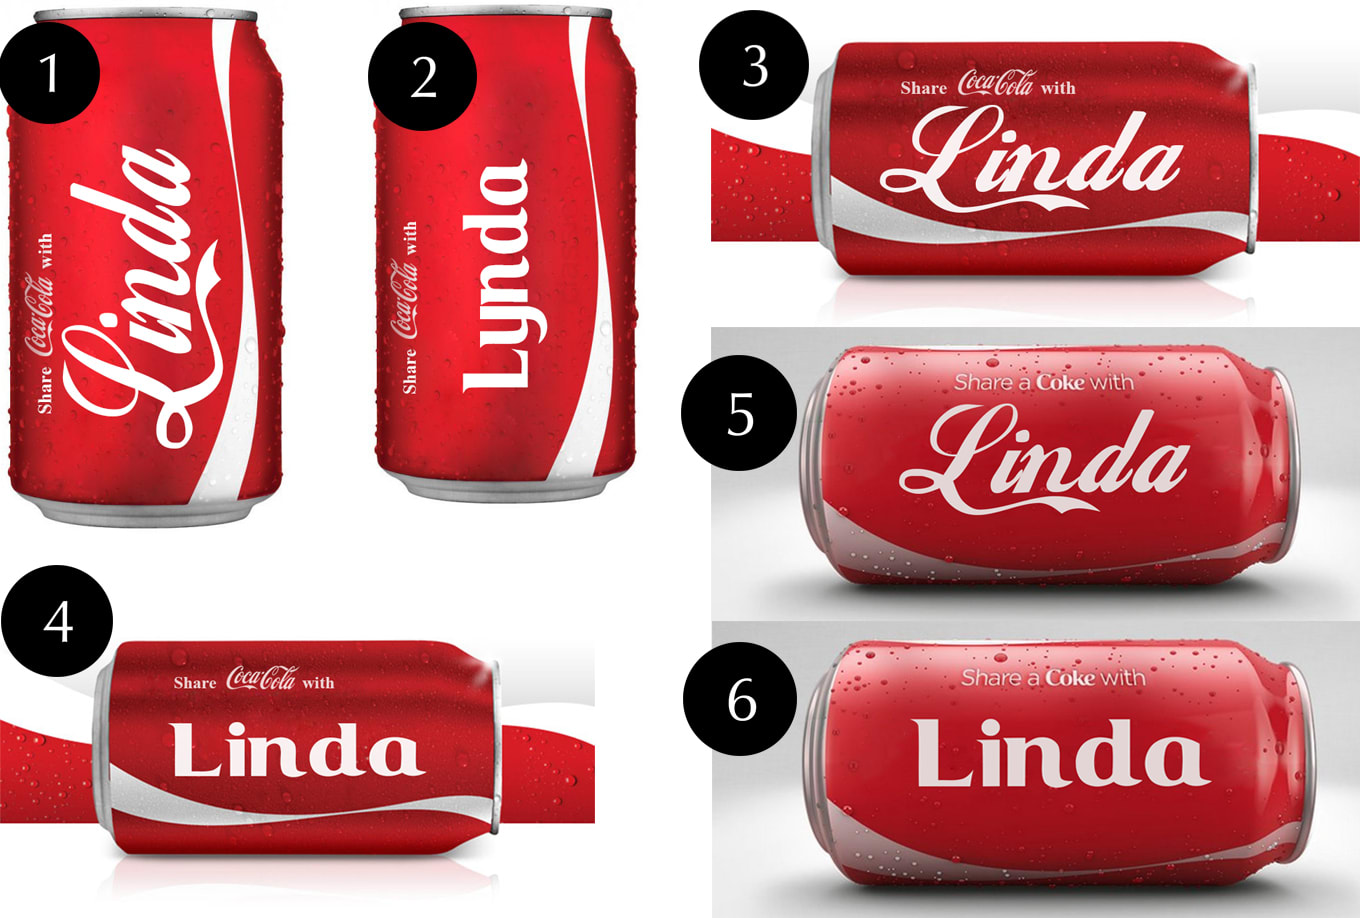 1
Share Coca-Cola with
Linda
2
Share Coca-Cola with
Lynda
3
Share Coca-Cola with
Linda
4
Share Coca-Cola with
Linda
5
Share a Coke with
Linda
6
Share a Coke with
Linda